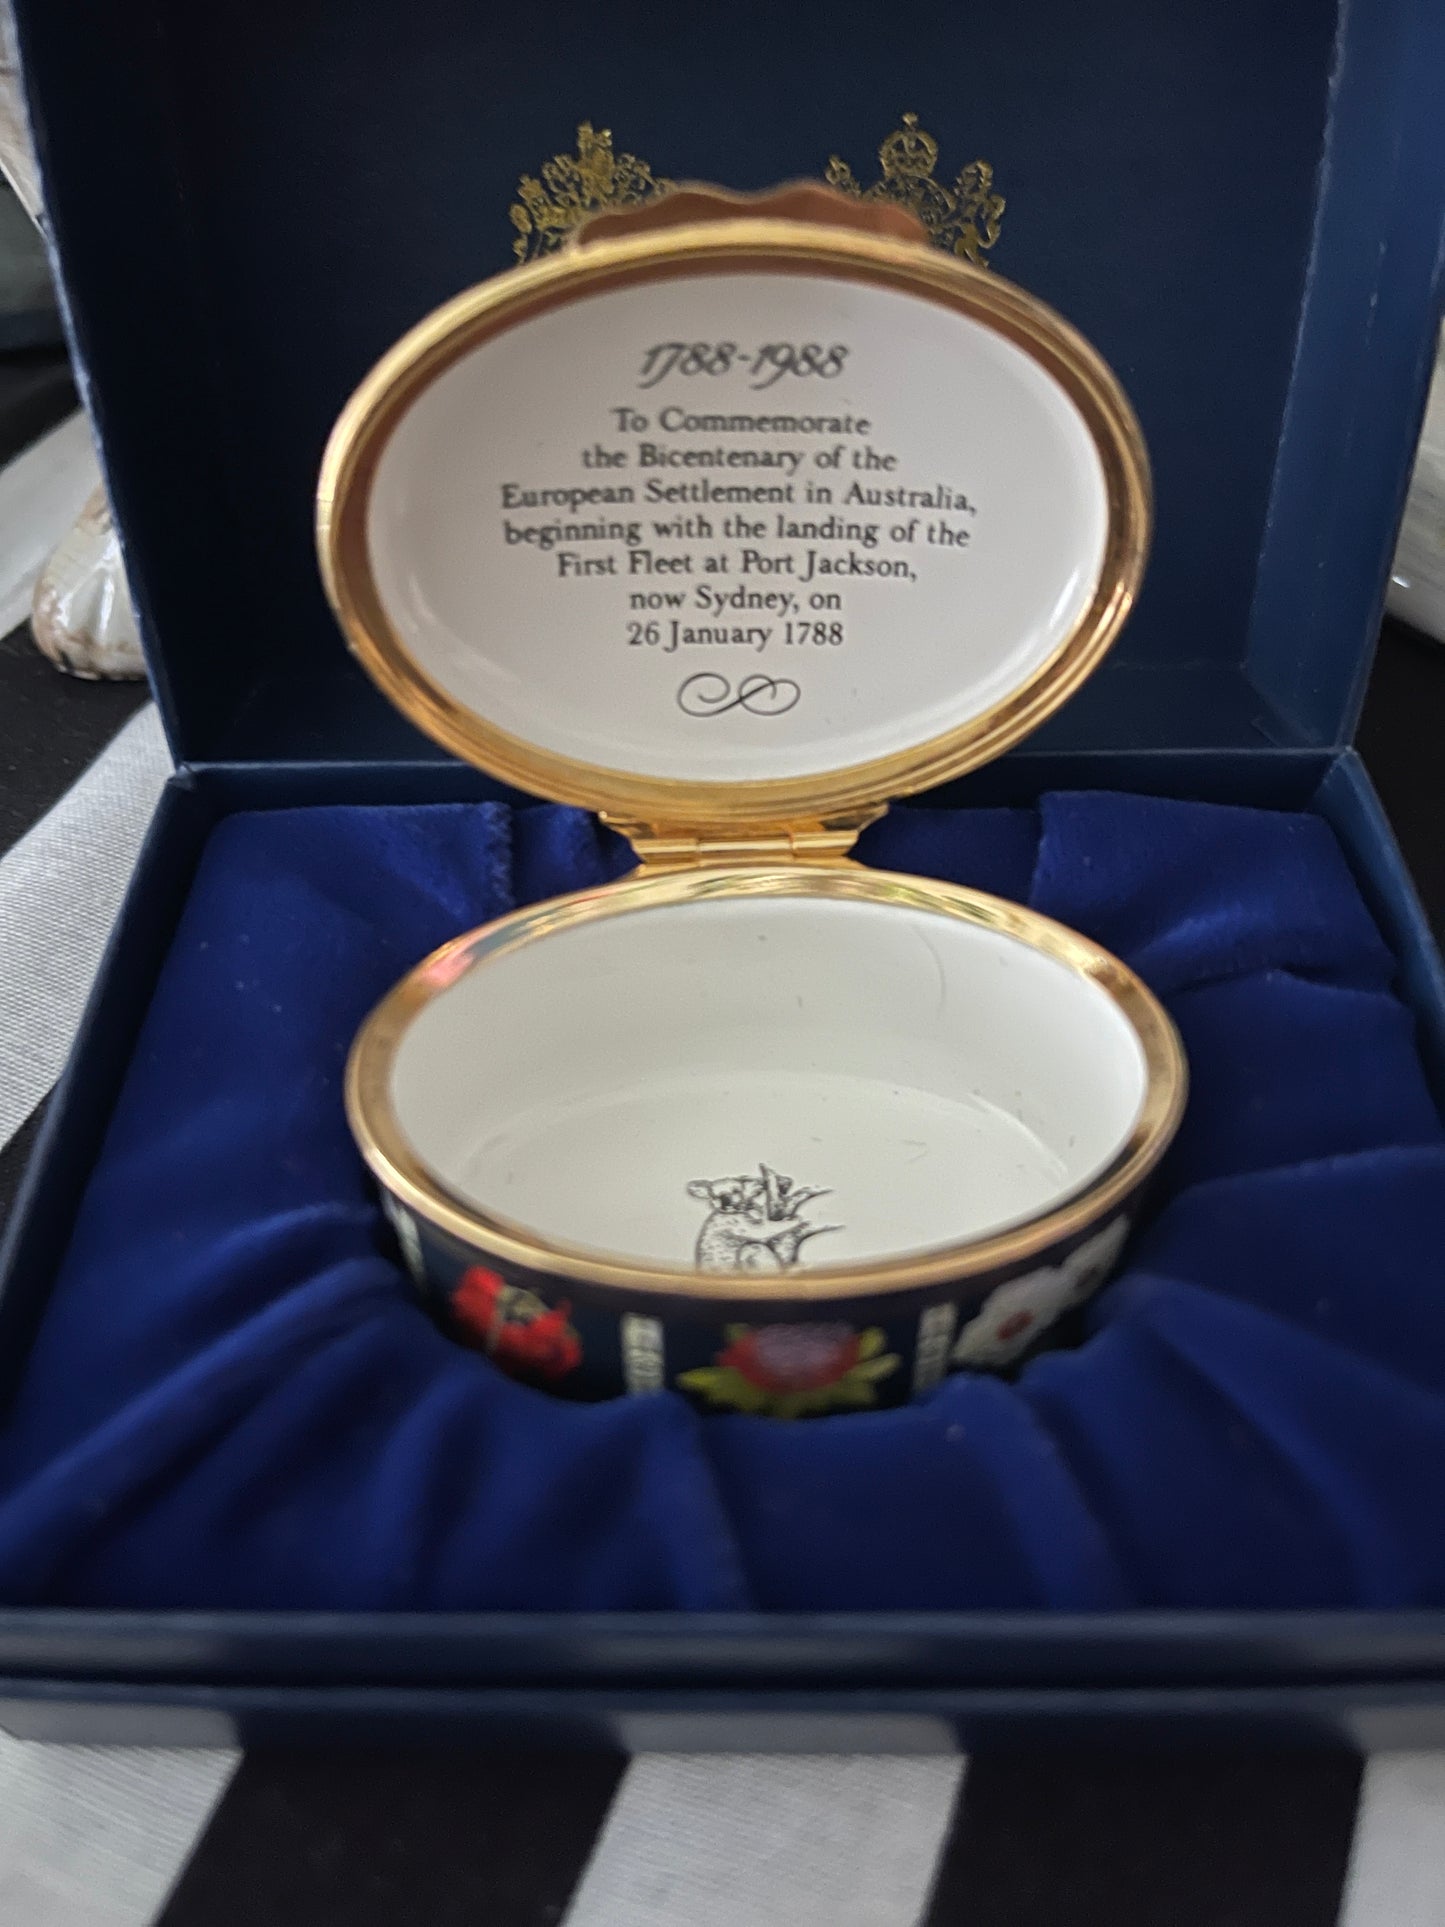 1788-1988
To Commemorate
the Bicentenary of the
European Settlement in Australia,
beginning with the landing of the
First Fleet at Port Jackson,
now Sydney, on
26 January 1788